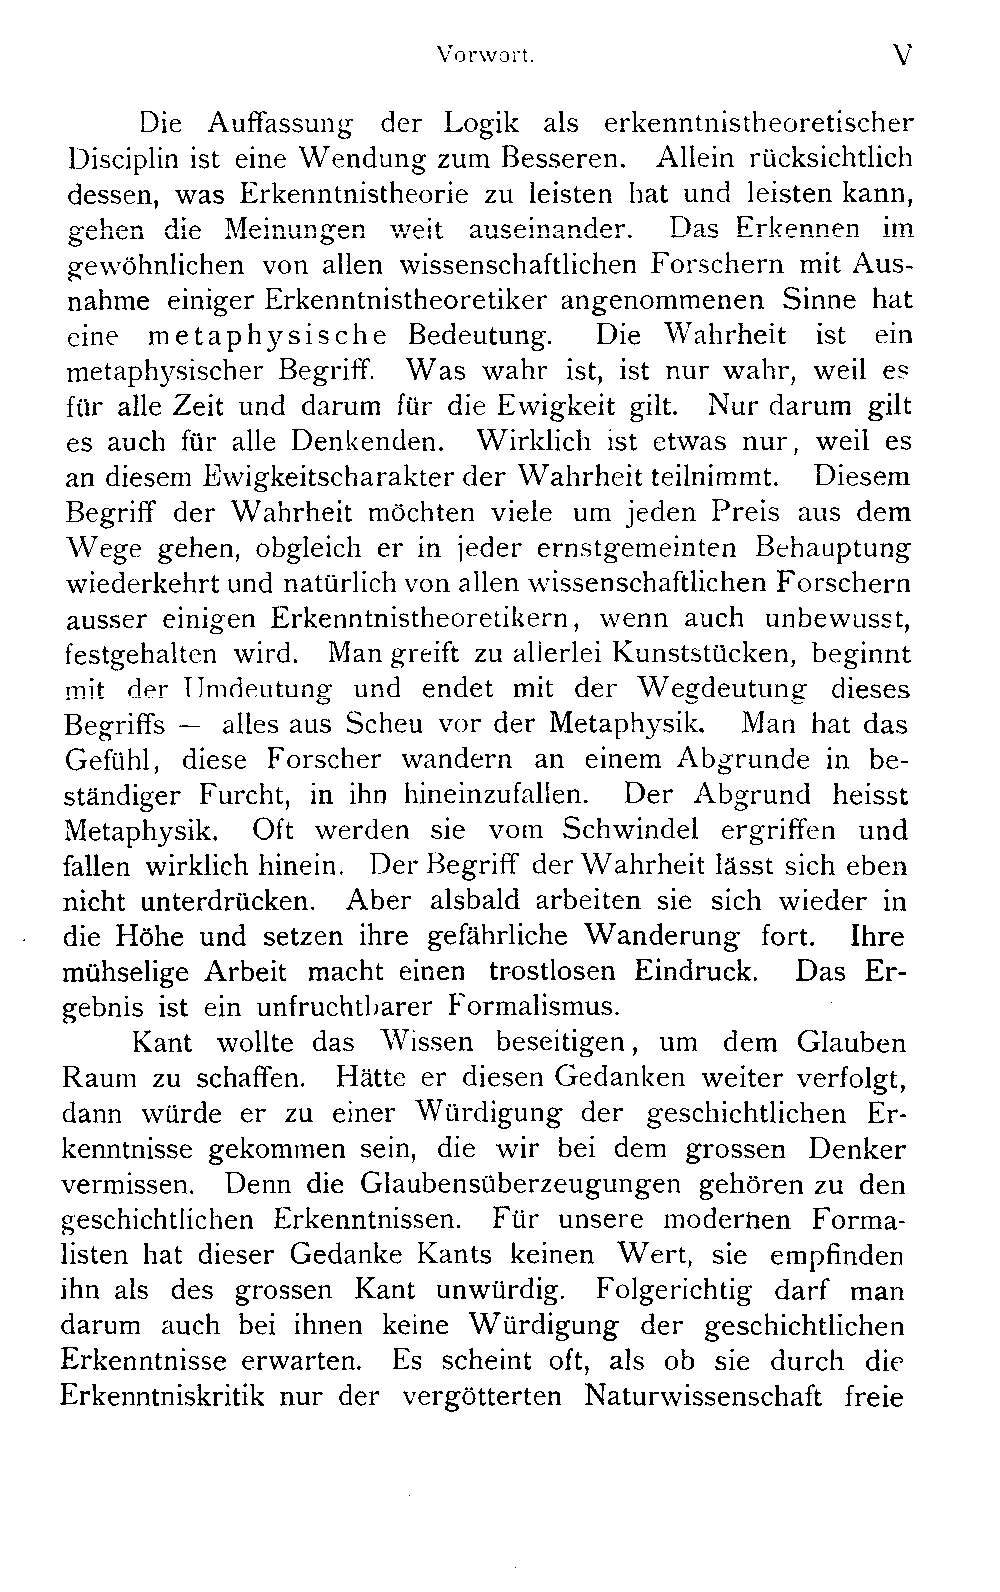 Vorwort. V
Die Auffassung der Logik als erkenntnistheoretischer
Disciplin ist eine Wendung zum Besseren. Allein rücksichtlich
dessen, was Erkenntnistheorie zu leisten hat und leisten kann,
gehen die Meinungen weit auseinander. Das Erkennen im
gewöhnlichen von allen wissenschaftlichen Forschern mit Aus-
nahme einiger Erkenntnistheoretiker angenommenen Sinne hat
eine metaphysische Bedeutung. Die Wahrheit ist ein
metaphysischer Begriff. Was wahr ist, ist nur wahr, weil es
für alle Zeit und darum für die Ewigkeit gilt. Nur darum gilt
es auch für alle Denkenden. Wirklich ist etwas nur, weil es
an diesem Ewigkeitscharakter der Wahrheit teilnimmt. Diesem
Begriff der Wahrheit möchten viele um jeden Preis aus dem
Wege gehen, obgleich er in jeder ernstgemeinten Behauptung
wiederkehrt und natürlich von allen wissenschaftlichen Forschern
ausser einigen Erkenntnistheoretikern, wenn auch unbewusst,
festgehalten wird. Man greift zu allerlei Kunststücken, beginnt
mit der Umdeutung und endet mit der Wegdeutung dieses
Begriffs — alles aus Scheu vor der Metaphysik. Man hat das
Gefühl, diese Forscher wandern an einem Abgrunde in be-
ständiger Furcht, in ihn hineinzufallen. Der Abgrund heisst
Metaphysik. Oft werden sie vom Schwindel ergriffen und
fallen wirklich hinein. Der Begriff der Wahrheit lässt sich eben
nicht unterdrücken. Aber alsbald arbeiten sie sich wieder in
die Höhe und setzen ihre gefährliche Wanderung fort. Ihre
mühselige Arbeit macht einen trostlosen Eindruck. Das Er-
gebnis ist ein unfruchtbarer Formalismus.
Kant wollte das Wissen beseitigen, um dem Glauben
Raum zu schaffen. Hätte er diesen Gedanken weiter verfolgt,
dann würde er zu einer Würdigung der geschichtlichen Er-
kenntnisse gekommen sein, die wir bei dem grossen Denker
vermissen. Denn die Glaubensüberzeugungen gehören zu den
geschichtlichen Erkenntnissen. Für unsere modernen Forma-
listen hat dieser Gedanke Kants keinen Wert, sie empfinden
ihn als des grossen Kant unwürdig. Folgerichtig darf man
darum auch bei ihnen keine Würdigung der geschichtlichen
Erkenntnisse erwarten. Es scheint oft, als ob sie durch die
Erkenntniskritik nur der vergötterten Naturwissenschaft freie